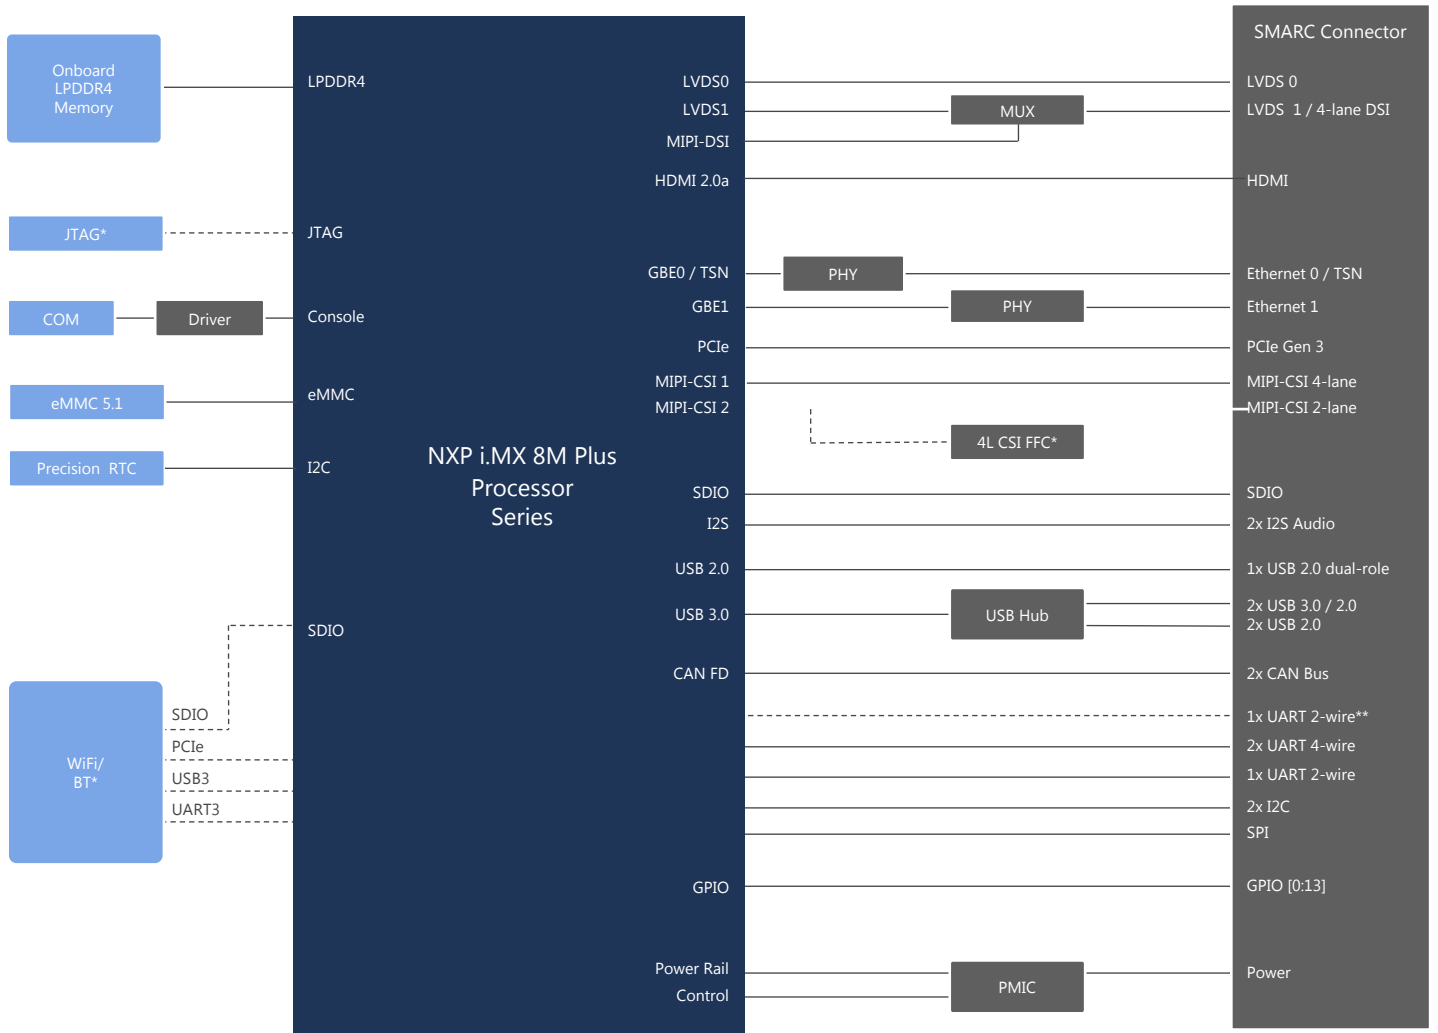 Onboard
LPDDR4
Memory
JTAG*
COM
Driver
eMMC 5.1
Precision RTC
SDIO
PCIe
USB3
UART3
WiFi/
BT*
LPDDR4
JTAG
Console
eMMC
I2C
SDIO
NXP i.MX 8M Plus
Processor
Series
LVDS0
LVDS1
MIPI-DSI
HDMI 2.0a
GBE0 / TSN
GBE1
PCIe
MIPI-CSI 1
MIPI-CSI 2
SDIO
I2S
USB 2.0
USB 3.0
CAN FD
GPIO
Power Rail
Control
MUX
PHY
PHY
4L CSI FFC*
USB Hub
PMIC
SMARC Connector
LVDS 0
LVDS 1 / 4-lane DSI
HDMI
Ethernet 0 / TSN
Ethernet 1
PCIe Gen 3
MIPI-CSI 4-lane
MIPI-CSI 2-lane
SDIO
2x I2S Audio
1x USB 2.0 dual-role
2x USB 3.0 / 2.0
2x USB 2.0
2x CAN Bus
1x UART 2-wire**
2x UART 4-wire
1x UART 2-wire
2x I2C
SPI
GPIO [0:13]
Power